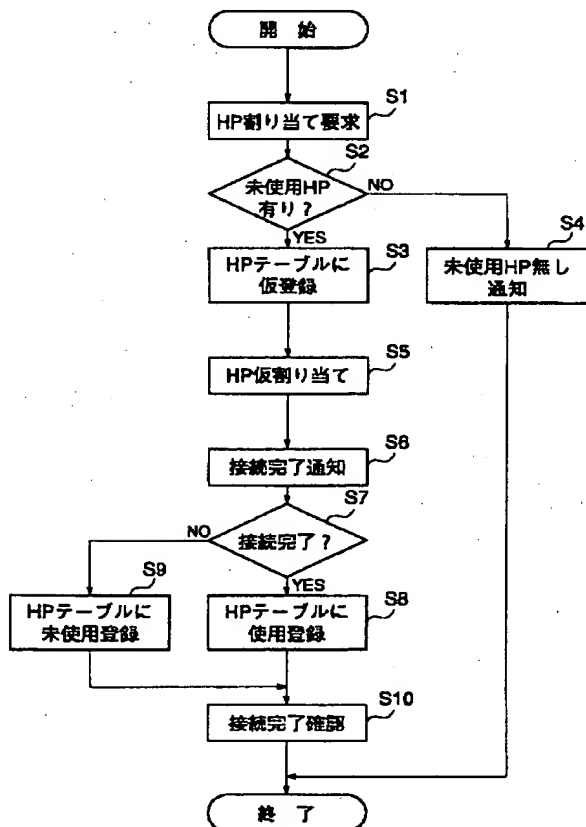 開 始
S1
HP割り当て要求
S2
未使用HP
有り？
NO
YES
S3
HPテーブルに
仮登録
S4
未使用HP無し
通知
S5
HP仮割り当て
S6
接続完了通知
S7
接続完了？
NO
YES
S9
HPテーブルに
未使用登録
S8
HPテーブルに
使用登録
S10
接続完了確認
終 了